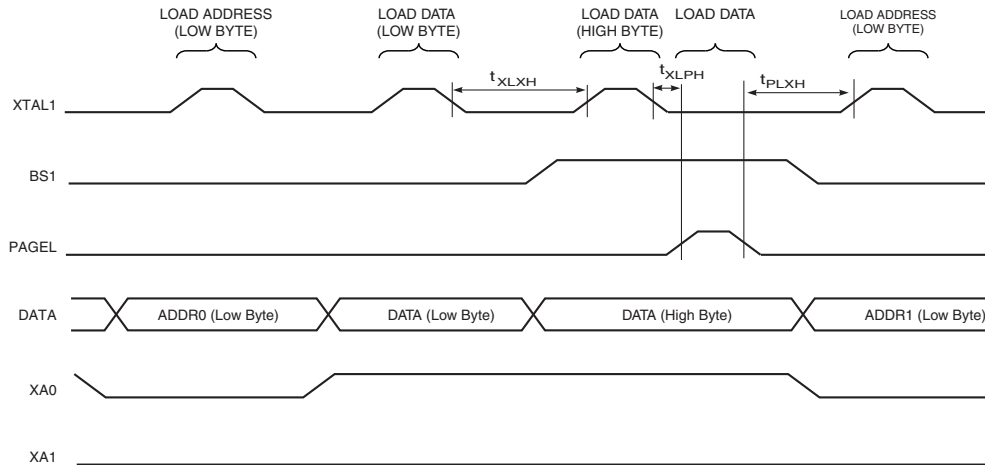 LOAD ADDRESS
(LOW BYTE)
LOAD DATA
(LOW BYTE)
LOAD DATA
(HIGH BYTE)
LOAD DATA
LOAD ADDRESS
(LOW BYTE)
tXLXH
tXLPH
tPLXH
XTAL1
BS1
PAGEL
DATA
ADDR0 (Low Byte)
DATA (Low Byte)
DATA (High Byte)
ADDR1 (Low Byte)
XA0
XA1